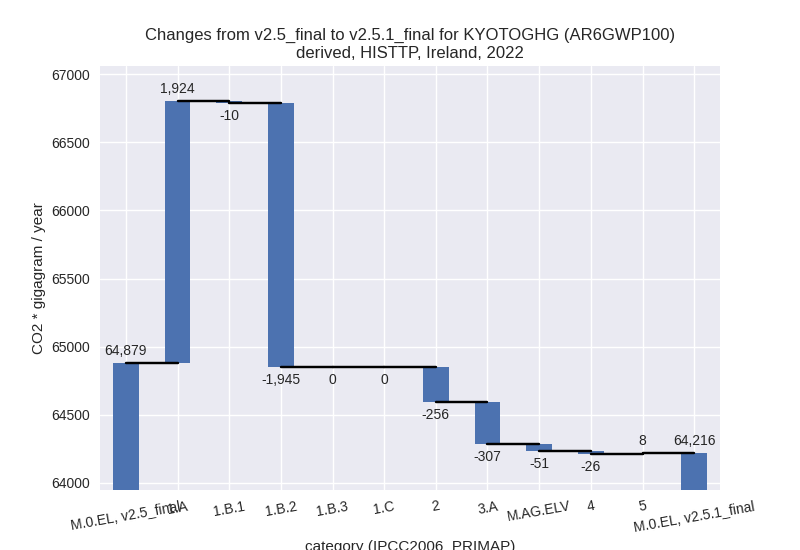 Changes from v2.5_final to v2.5.1_final for KYOTOGHG (AR6GWP100)
derived, HISTTP, Ireland, 2022
CO2 * gigagram / year
67000
66500
66000
65500
65000
64500
64000
64,879
1,924
-10
-1,945
0
0
-256
-307
-51
-26
8
64,216
M.0.EL, v2.5_final
1.A
1.B.1
1.B.2
1.B.3
1.C
2
3.A
M.AG.ELV
4
5
M.0.EL, v2.5.1_final
category (IPCC2006_PRIMAP)